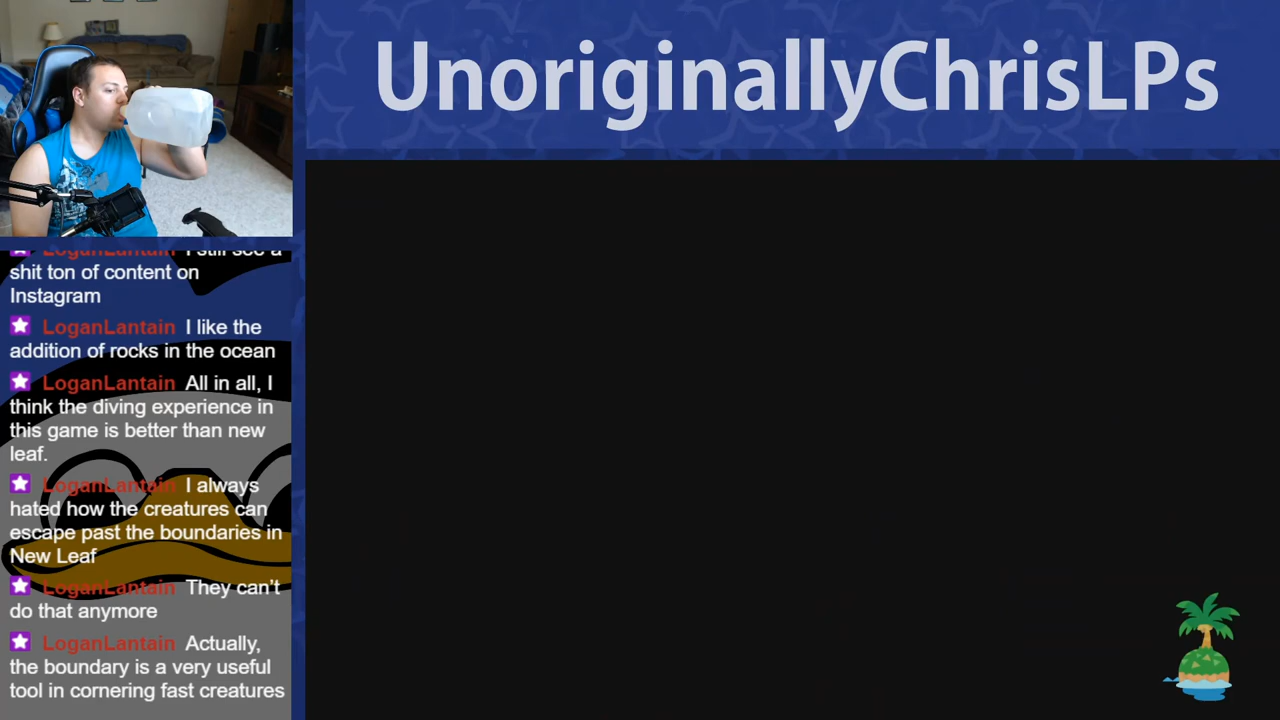 UnoriginallyChrisLPs
LoganLantain I still see a
shit ton of content on
Instagram
LoganLantain I like the
addition of rocks in the ocean
LoganLantain All in all, I
think the diving experience in
this game is better than new
leaf.
LoganLantain I always
hated how the creatures can
escape past the boundaries in
New Leaf
LoganLantain They can't
do that anymore
LoganLantain Actually,
the boundary is a very useful
tool in cornering fast creatures